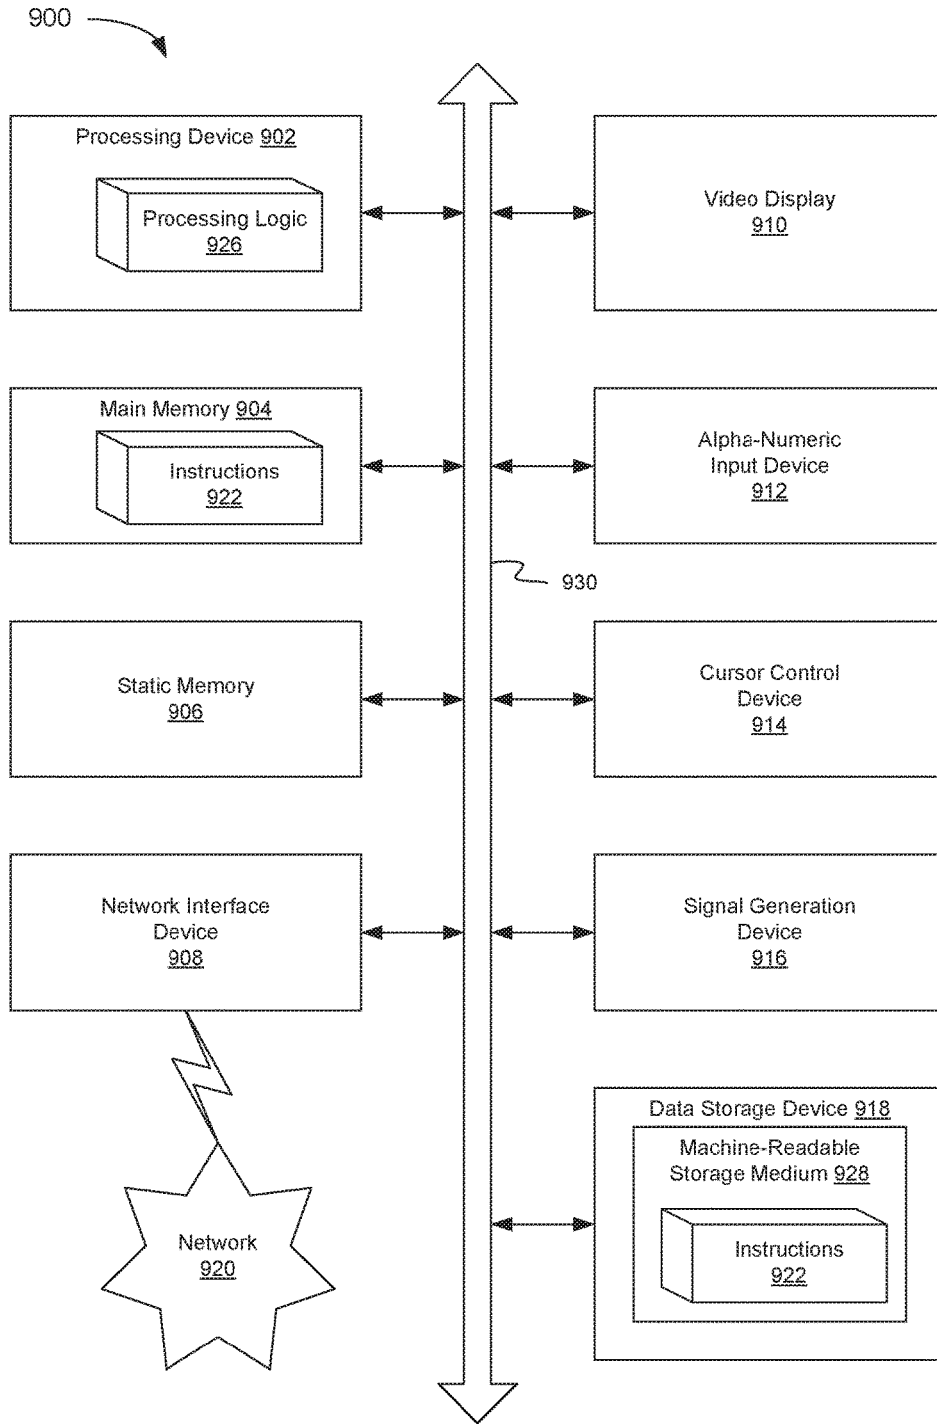 900
Processing Device 902
Processing Logic
926
Video Display
910
Main Memory 904
Instructions
922
Alpha-Numeric
Input Device
912
930
Static Memory
906
Cursor Control
Device
914
Network Interface
Device
908
Signal Generation
Device
916
Data Storage Device 918
Machine-Readable
Storage Medium 928
Instructions
922
Network
920